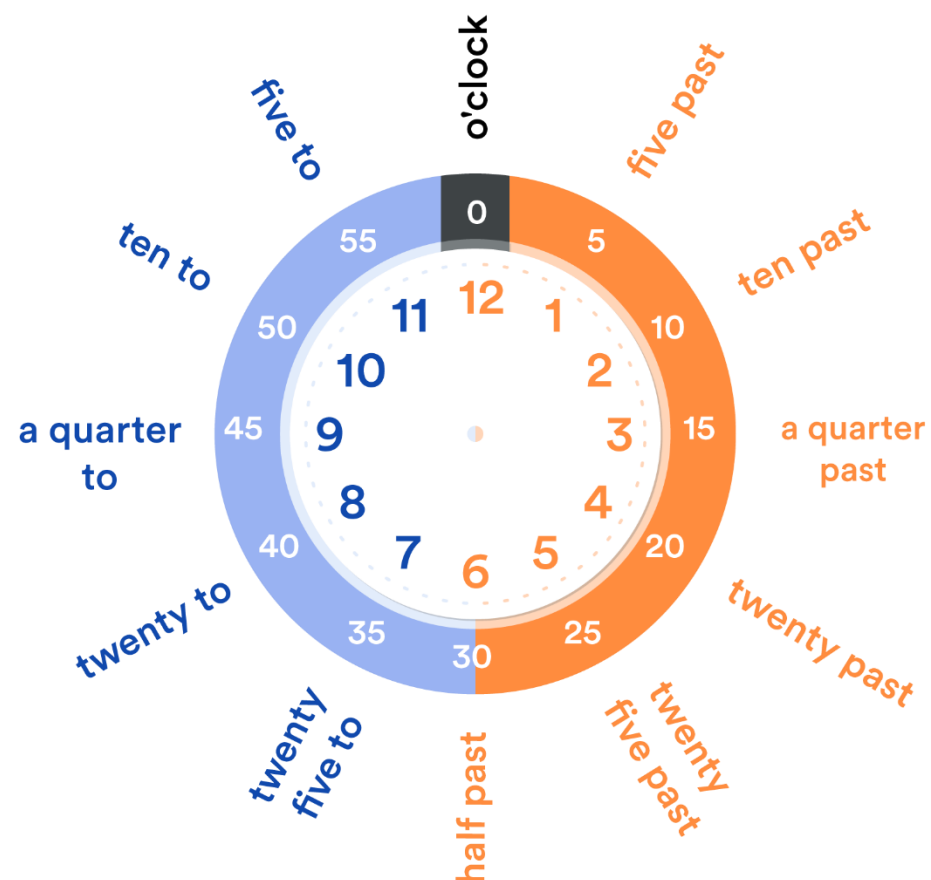 o'clock
five past
ten past
a quarter
past
twenty past
twenty
five past
half past
twenty
five to
twenty to
a quarter
to
ten to
five to
0
5
10
15
20
25
30
35
40
45
50
55
12
1
2
3
4
5
6
7
8
9
10
11